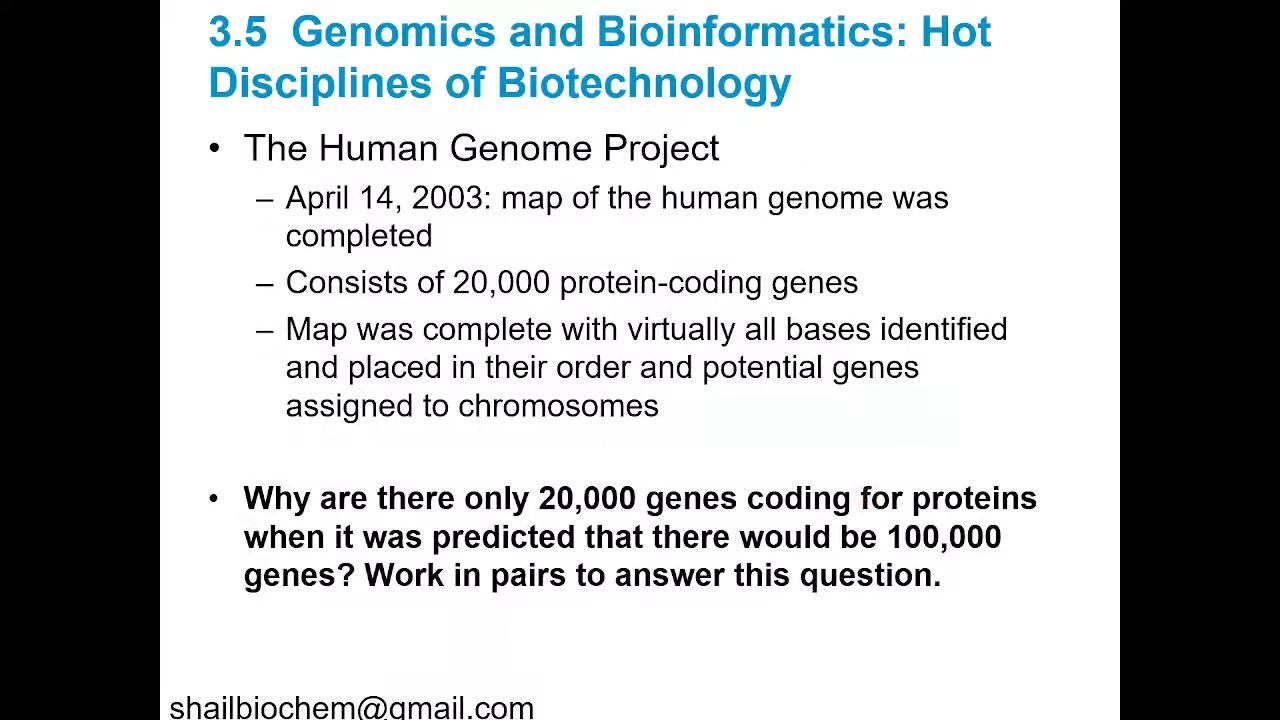 3.5 Genomics and Bioinformatics: Hot
Disciplines of Biotechnology
• The Human Genome Project
– April 14, 2003: map of the human genome was
completed
– Consists of 20,000 protein-coding genes
– Map was complete with virtually all bases identified
and placed in their order and potential genes
assigned to chromosomes
• Why are there only 20,000 genes coding for proteins
when it was predicted that there would be 100,000
genes? Work in pairs to answer this question.
shailbiochem@gmail.com